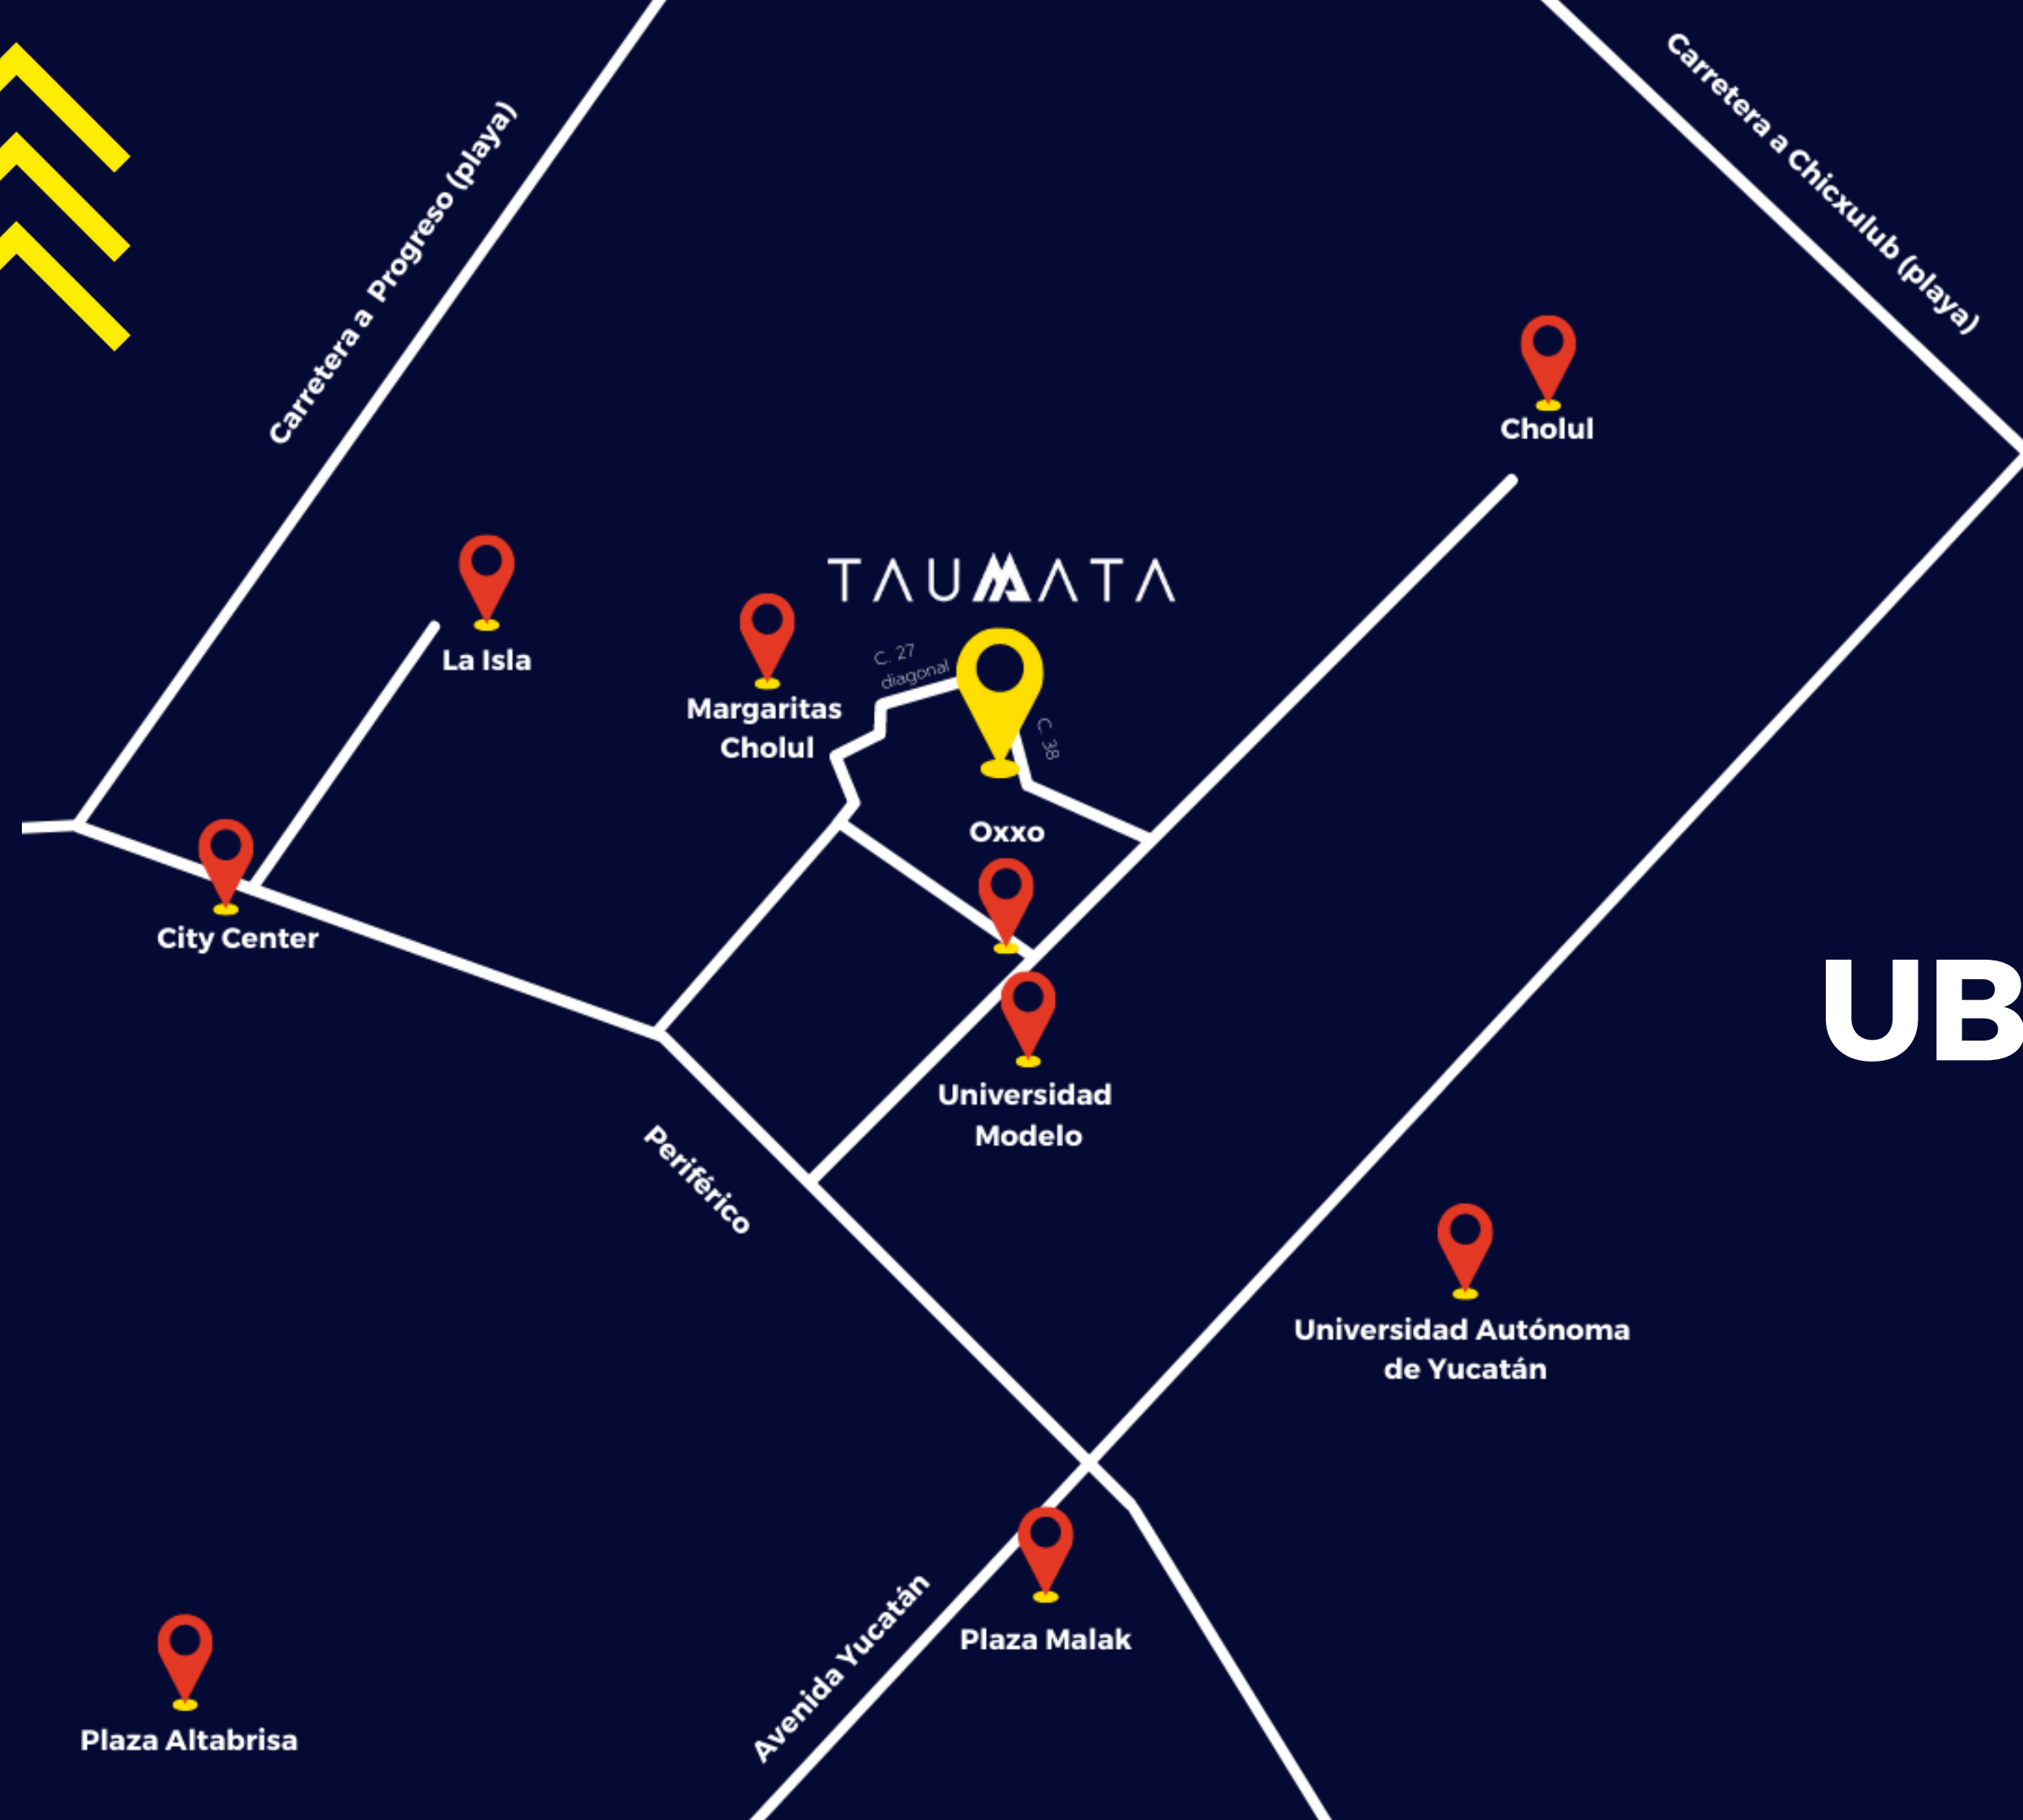 Carretera a Chicxulub (playa)
Carretera a Progreso (playa)
Cholul
TAUMATA
La Isla
C. 27
diagonal
Margaritas
Cholul
C. 38
Oxxo
City Center
UB
Universidad
Modelo
Periférico
Universidad Autónoma
de Yucatán
Avenida Yucatán
Plaza Malak
Plaza Altabrisa